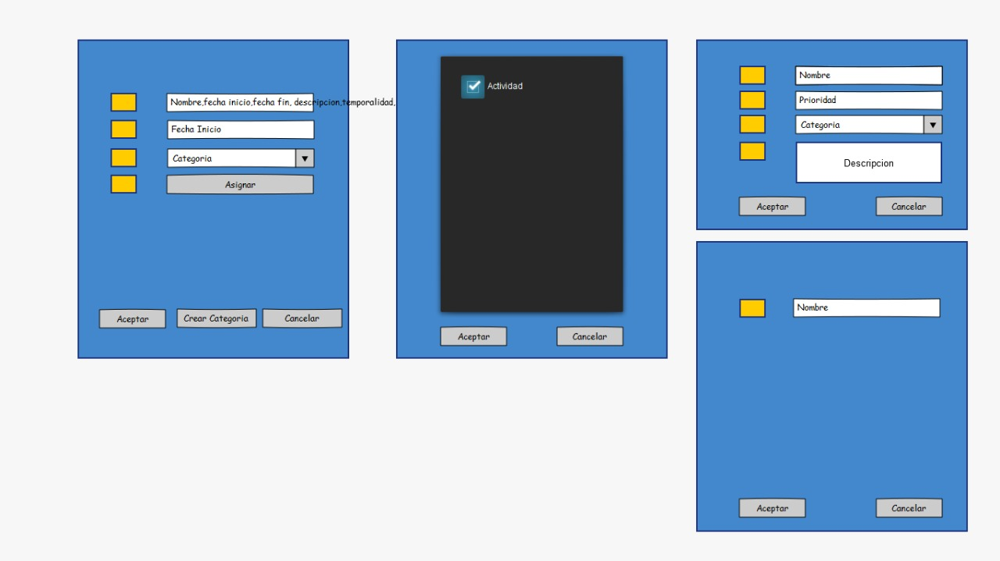 Nombre,fecha inicio,fecha fin, descripcion,temporalidad,
Fecha Inicio
Categoria
Asignar
Aceptar
Crear Categoria
Cancelar
Actividad
Aceptar
Cancelar
Nombre
Prioridad
Categoria
Descripcion
Aceptar
Cancelar
Nombre
Aceptar
Cancelar